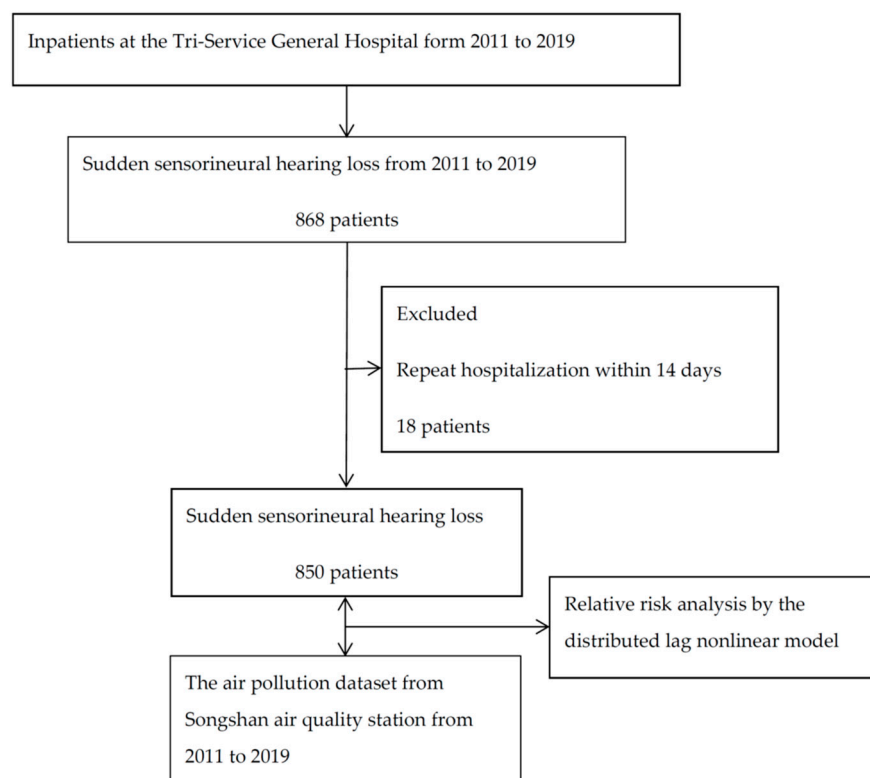 Inpatients at the Tri-Service General Hospital form 2011 to 2019
Sudden sensorineural hearing loss from 2011 to 2019
868 patients
Excluded
Repeat hospitalization within 14 days
18 patients
Sudden sensorineural hearing loss
850 patients
Relative risk analysis by the
distributed lag nonlinear model
The air pollution dataset from
Songshan air quality station from
2011 to 2019